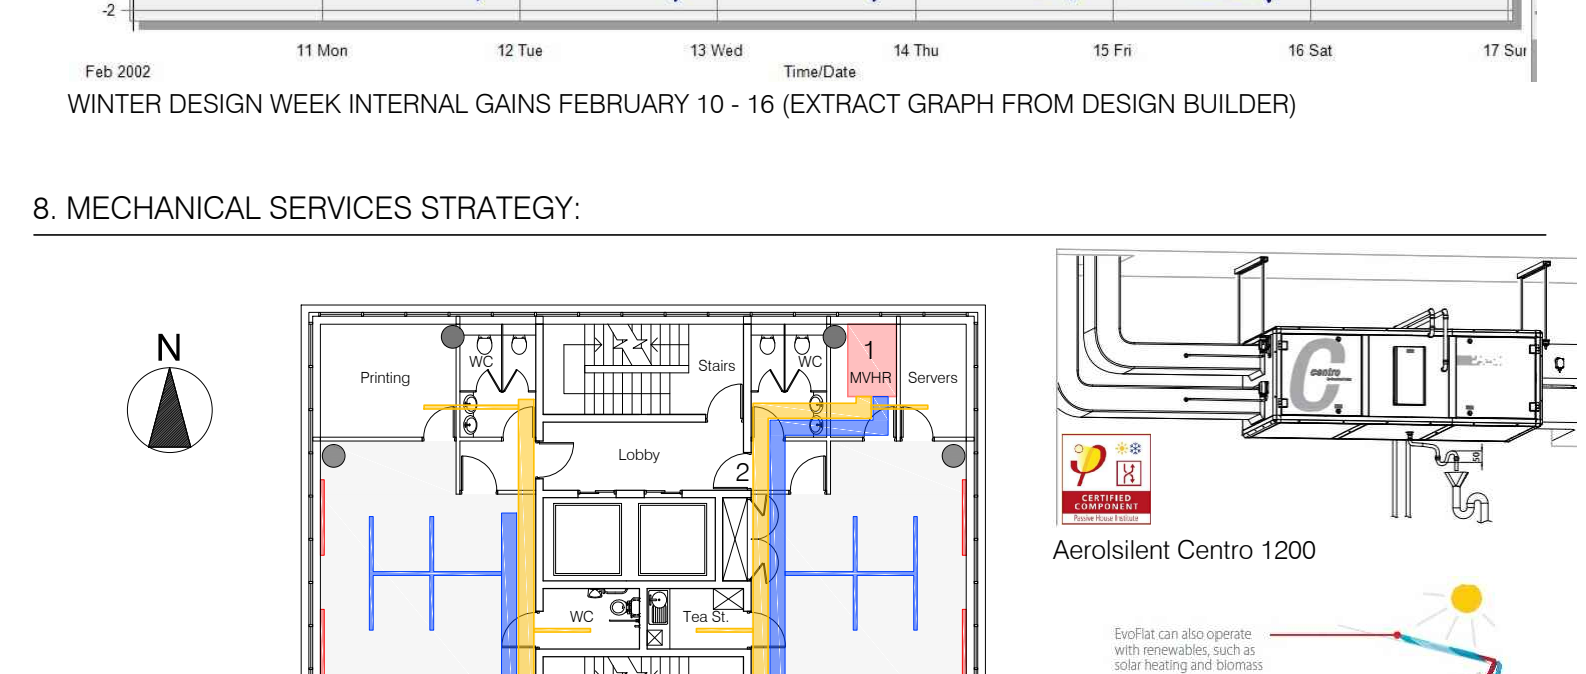 -2
11 Mon 12 Tue 13 Wed 14 Thu 15 Fri 16 Sat 17 Sun
Feb 2002 Time/Date
WINTER DESIGN WEEK INTERNAL GAINS FEBRUARY 10 - 16 (EXTRACT GRAPH FROM DESIGN BUILDER)
8. MECHANICAL SERVICES STRATEGY:
N
Printing
WC
Stairs
WC
1
MVHR
Servers
Lobby
2
WC
Tea St.
C
centro
50
CERTIFIED
COMPONENT
Passive House Institute
Aerolsilent Centro 1200
EvoFlat can also operate
with renewables, such as
solar heating and biomass